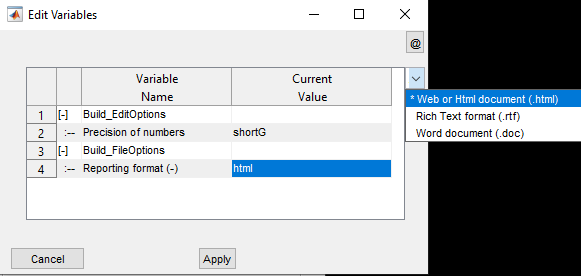 Edit Variables
@
Variable Name Current Value
1 [-] Build_EditOptions
2 :-- Precision of numbers shortG
3 [-] Build_FileOptions
4 :-- Reporting format (-) html
* Web or Html document (.html)
Rich Text format (.rtf)
Word document (.doc)
Cancel Apply